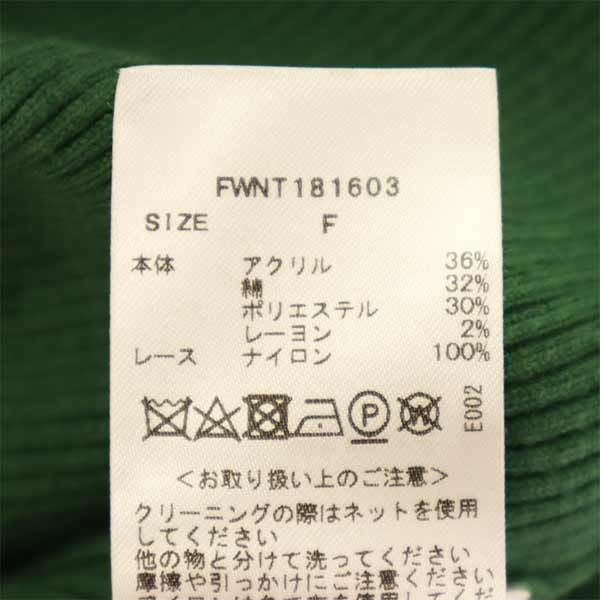 FWNT181603
SIZE F
本体 アクリル 36%
綿 32%
ポリエステル 30%
レーヨン 2%
レース ナイロン 100%
P W E002
<お取り扱い上のご注意>
クリーニングの際はネットを使用
してください
他の物と分けて洗ってください
摩擦や引っかけにご注意ください